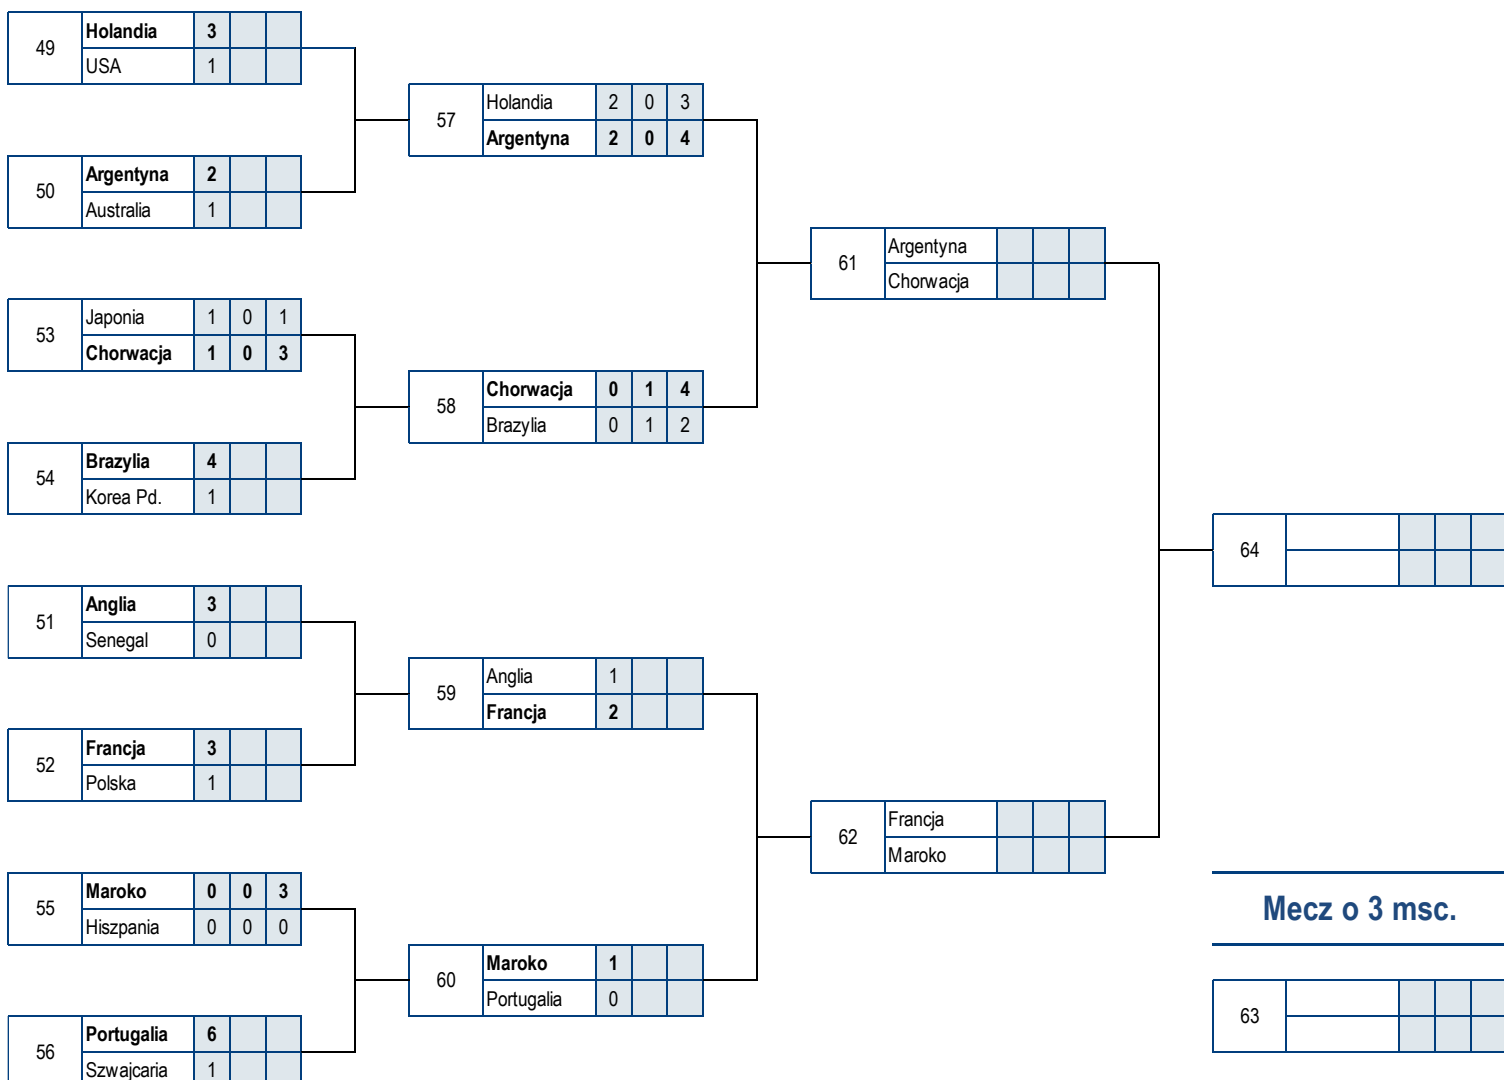 49
Holandia 3
USA 1
50
Argentyna 2
Australia 1
53
Japonia 1 0 1
Chorwacja 1 0 3
54
Brazylia 4
Korea Pd. 1
51
Anglia 3
Senegal 0
52
Francja 3
Polska 1
55
Maroko 0 0 3
Hiszpania 0 0 0
56
Portugalia 6
Szwajcaria 1
57
Holandia 2 0 3
Argentyna 2 0 4
58
Chorwacja 0 1 4
Brazylia 0 1 2
59
Anglia 1
Francja 2
60
Maroko 1
Portugalia 0
61
Argentyna
Chorwacja
62
Francja
Maroko
64
Mecz o 3 msc.
63